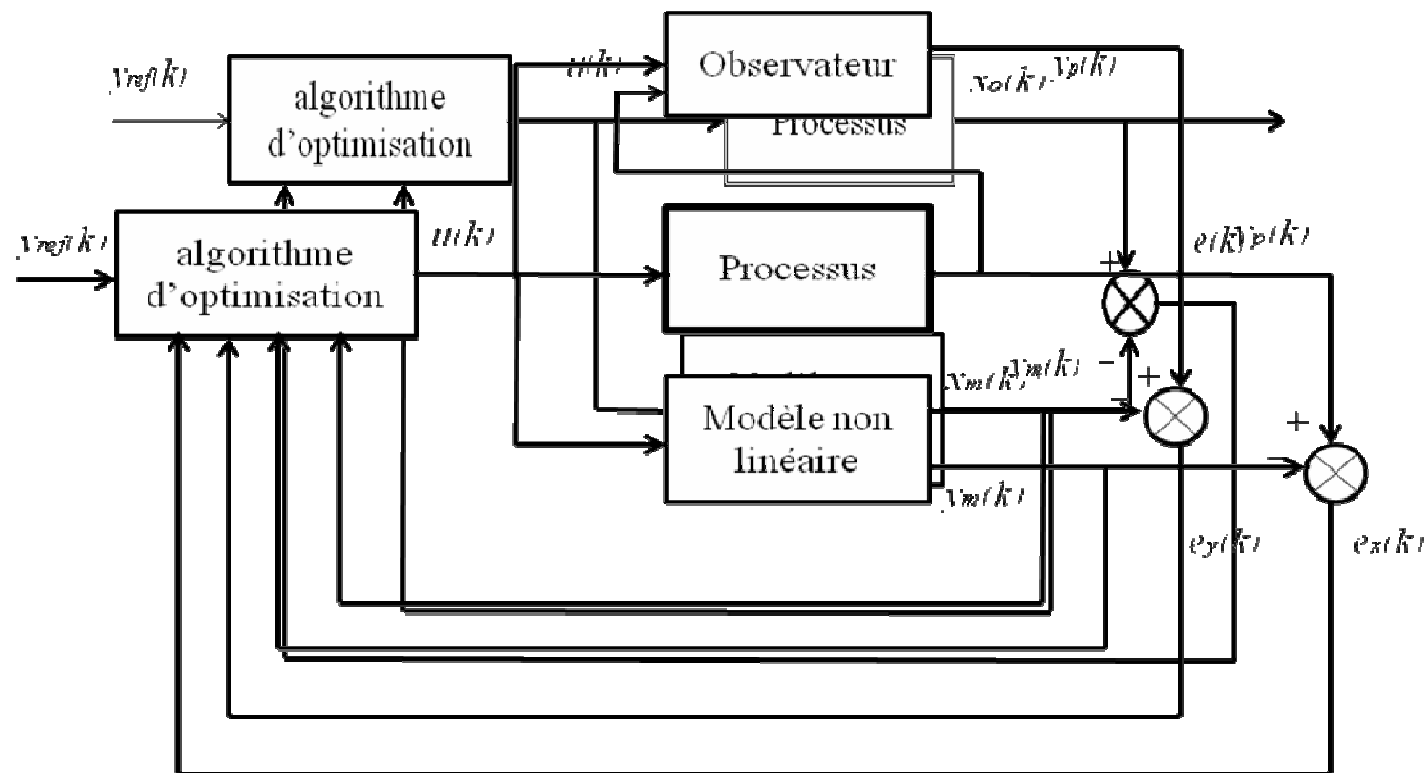 Observateur
yref(k)
u(k)
xo(k)
yp(k)
algorithme
d'optimisation
Processus
yref(k)
u(k)
algorithme
d'optimisation
Processus
e(k)
yp(k)
+
-
+
xm(k)
ym(k)
-
Modèle non
linéaire
+
-
ym(k)
ey(k)
ex(k)